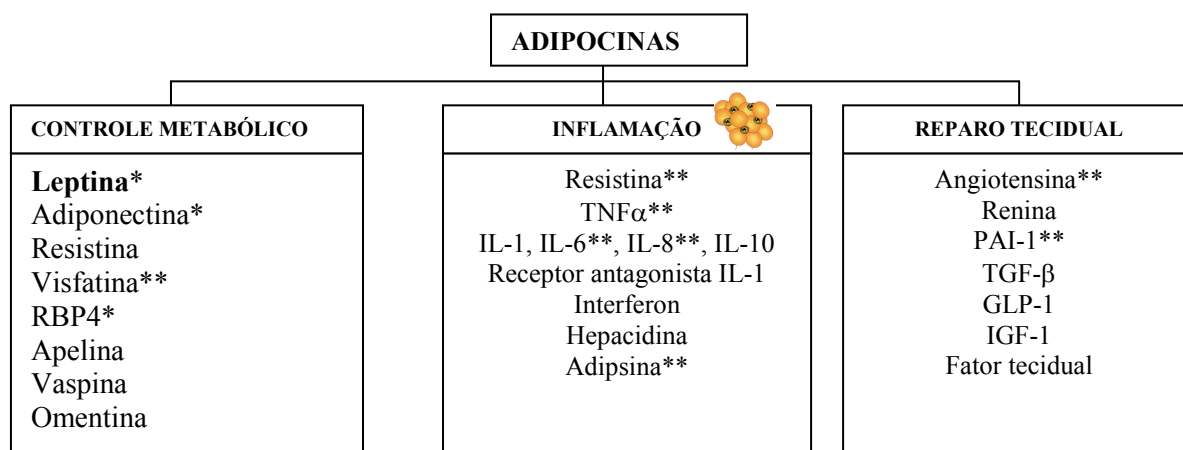 ADIPOCINAS
CONTROLE METABÓLICO
Leptina*
Adiponectina*
Resistina
Visfatina**
RBP4*
Apelina
Vaspina
Omentina
INFLAMAÇÃO
Resistina**
TNFα**
IL-1, IL-6**, IL-8**, IL-10
Receptor antagonista IL-1
Interferon
Hepacidina
Adipsina**
REPARO TECIDUAL
Angiotensina**
Renina
PAI-1**
TGF-β
GLP-1
IGF-1
Fator tecidual